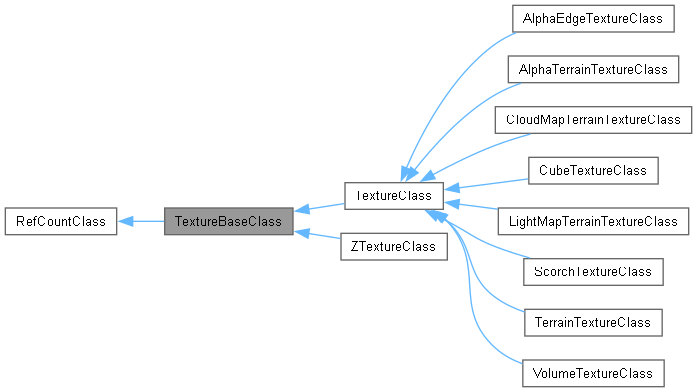 AlphaEdgeTextureClass
AlphaTerrainTextureClass
CloudMapTerrainTextureClass
CubeTextureClass
TextureClass
RefCountClass
TextureBaseClass
LightMapTerrainTextureClass
ZTextureClass
ScorchTextureClass
TerrainTextureClass
VolumeTextureClass